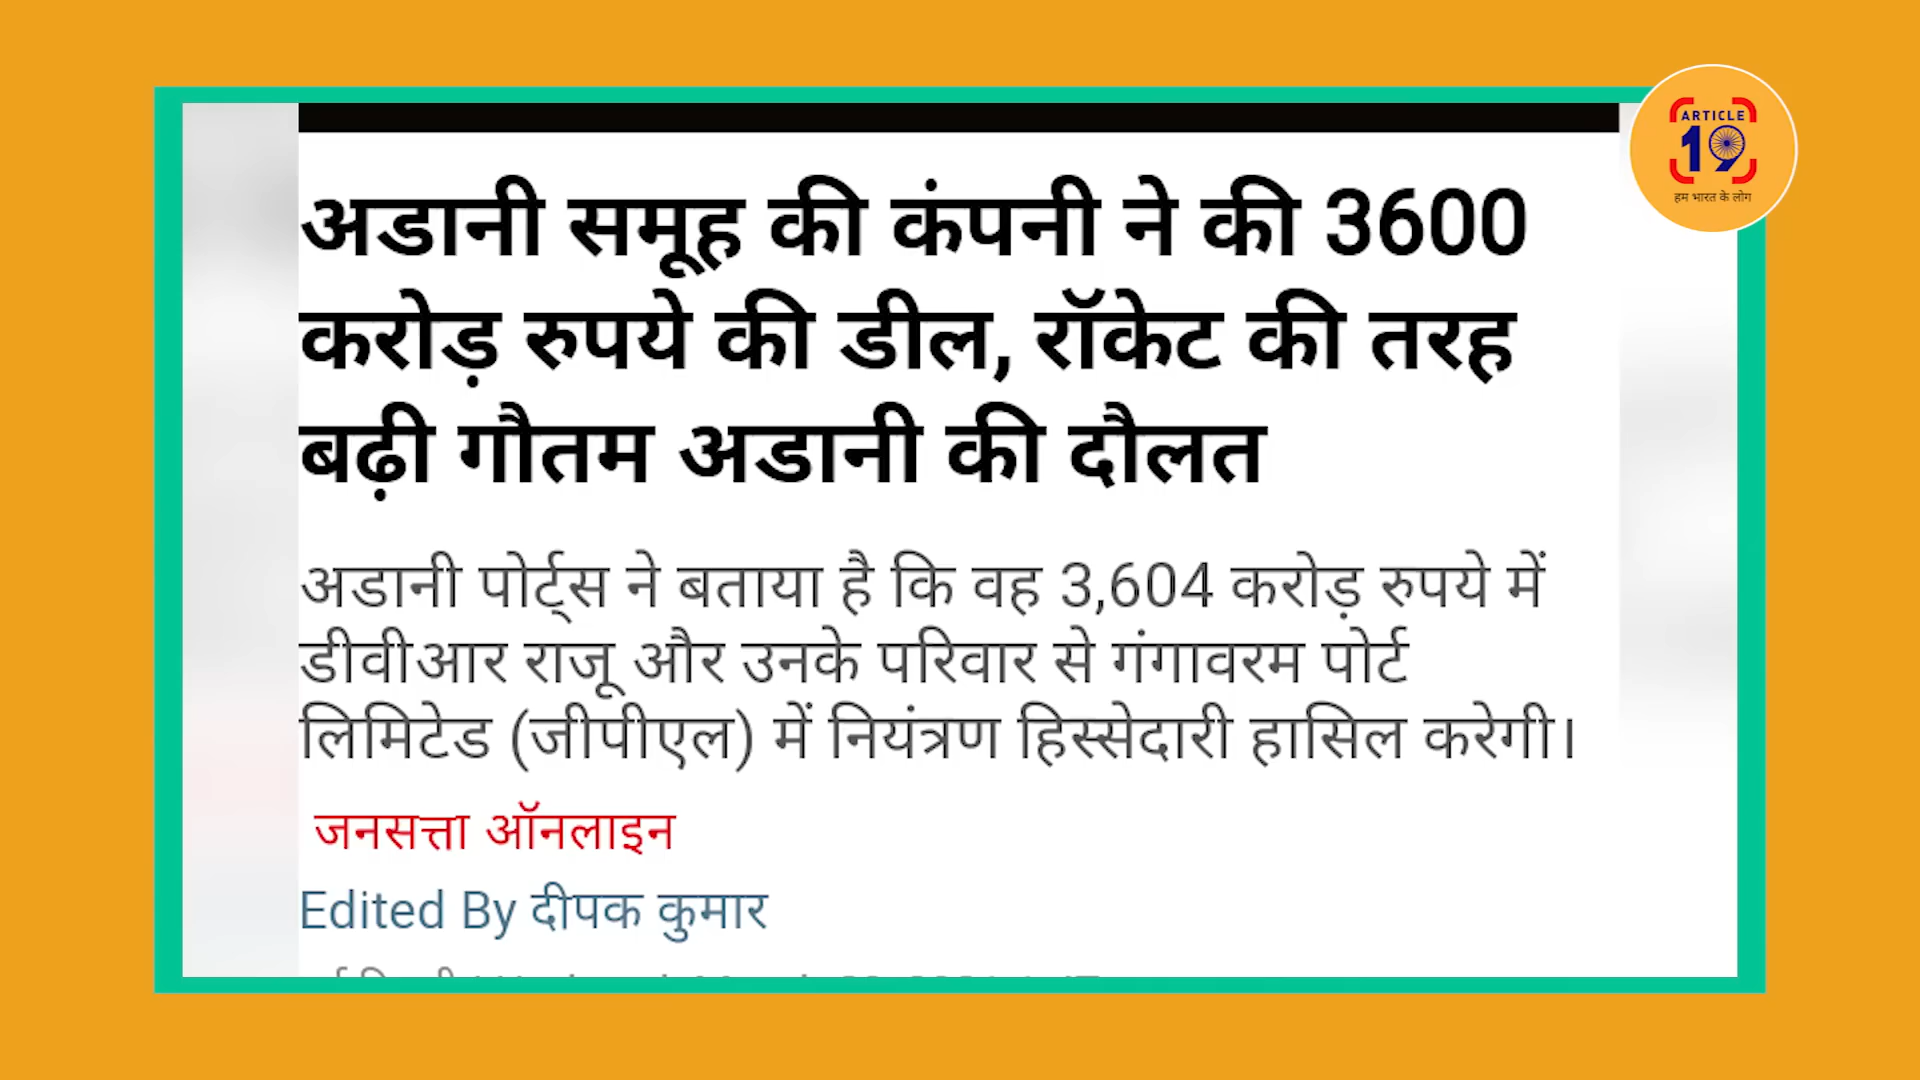 ARTICLE
19
हम भारत के लोग
अडानी समूह की कंपनी ने की 3600
करोड़ रुपये की डील, रॉकेट की तरह
बढ़ी गौतम अडानी की दौलत
अडानी पोर्ट्स ने बताया है कि वह 3,604 करोड़ रुपये में
डीवीआर राजू और उनके परिवार से गंगावरम पोर्ट
लिमिटेड (जीपीएल) में नियंत्रण हिस्सेदारी हासिल करेगी।
जनसत्ता ऑनलाइन
Edited By दीपक कुमार